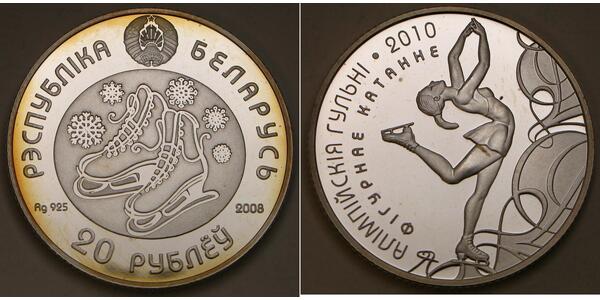 РЭСПУБЛІКА БЕЛАРУСЬ
Ag 925
2008
20 РУБЛЁЎ
АЛІМПІЙСКІЯ ГУЛЬНІ • 2010
ФІГУРНАЕ КАТАННЕ